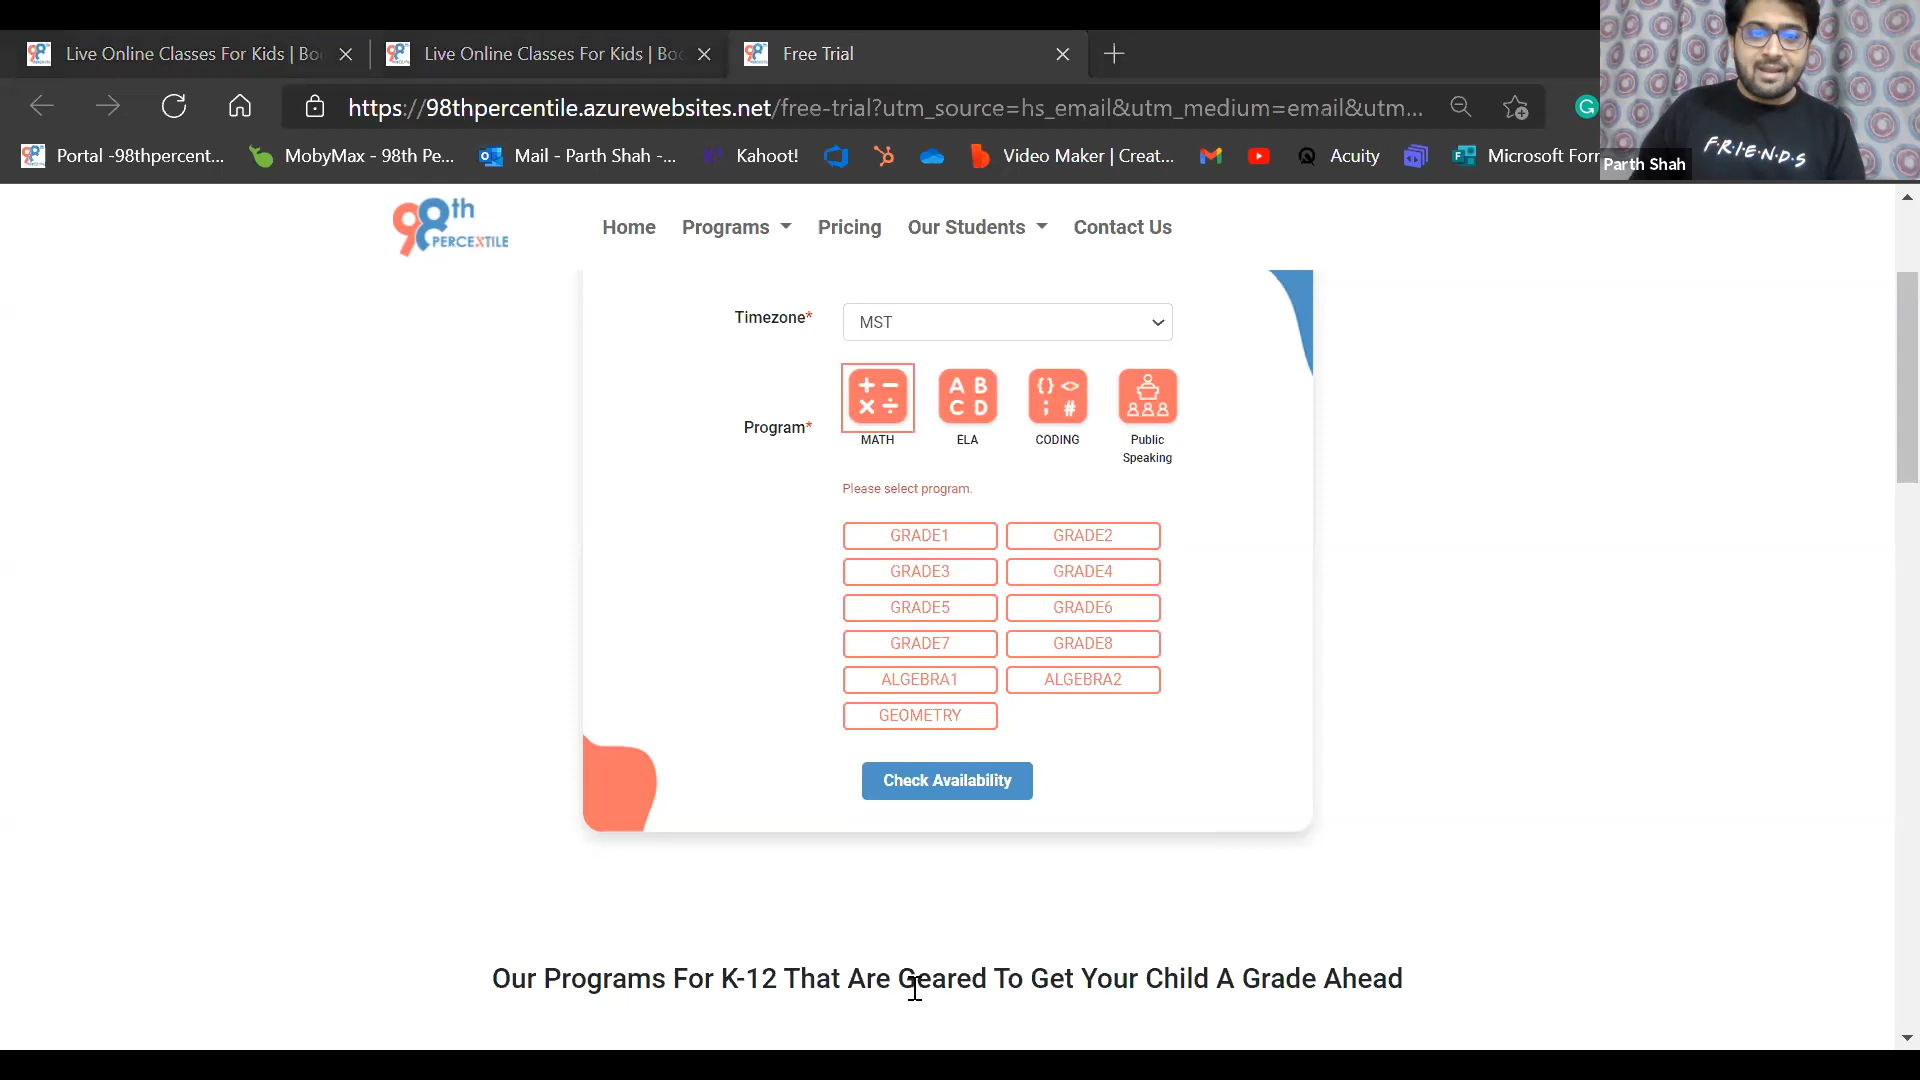 Live Online Classes For Kids | Bo
Live Online Classes For Kids | Boo
Free Trial
https://98thpercentile.azurewebsites.net/free-trial?utm_source=hs_email&utm_medium=email&utm...
Portal -98thpercent...
MobyMax - 98th Pe...
Mail - Parth Shah -...
Kahoot!
Video Maker | Creat...
Acuity
Microsoft For
F.R.I.E.N.D.S
Parth Shah
98th PERCEXTILE
Home
Programs
Pricing
Our Students
Contact Us
Timezone*
MST
Program*
+ − × ÷
A B C D
{} <> ; #
MATH
ELA
CODING
Public
Speaking
Please select program.
GRADE1
GRADE2
GRADE3
GRADE4
GRADE5
GRADE6
GRADE7
GRADE8
ALGEBRA1
ALGEBRA2
GEOMETRY
Check Availability
Our Programs For K-12 That Are Geared To Get Your Child A Grade Ahead